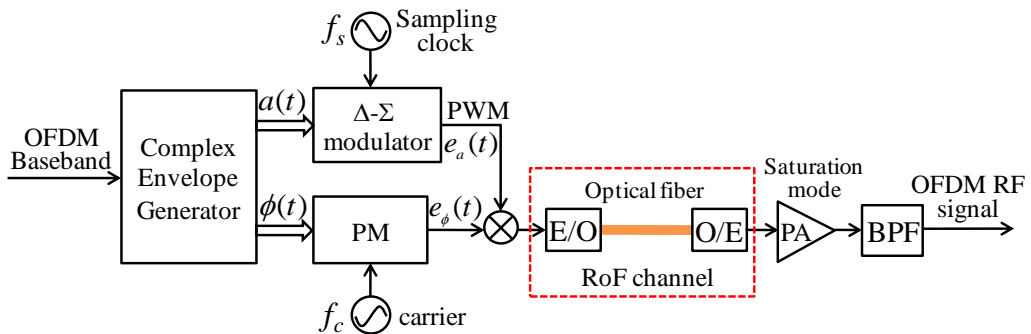 f_s
Sampling
clock
a(t)
Δ-Σ
modulator
PWM
e_a(t)
OFDM
Baseband
Complex
Envelope
Generator
ϕ(t)
PM
e_ϕ(t)
f_c
carrier
Optical fiber
E/O
O/E
RoF channel
Saturation
mode
PA
BPF
OFDM RF
signal